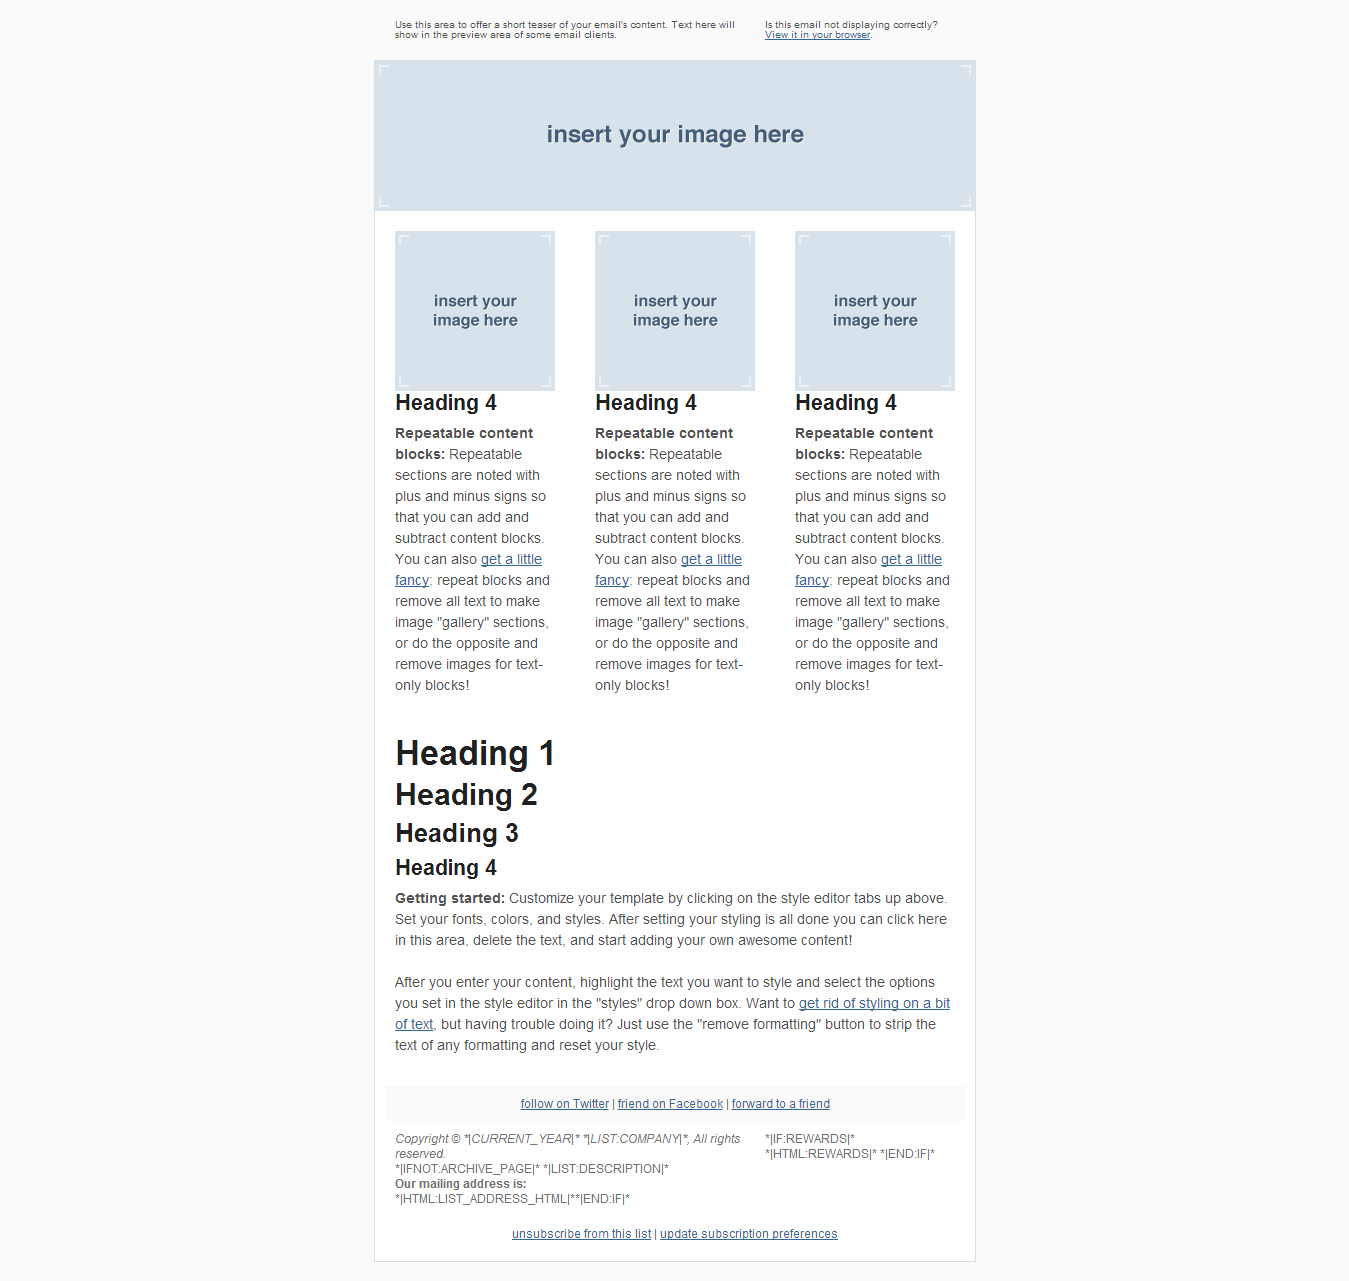 Use this area to offer a short teaser of your email's content. Text here will
show in the preview area of some email clients.
Is this email not displaying correctly?
View it in your browser.
insert your image here
insert your
image here
Heading 4
Repeatable content
blocks: Repeatable
sections are noted with
plus and minus signs so
that you can add and
subtract content blocks.
You can also get a little
fancy: repeat blocks and
remove all text to make
image "gallery" sections,
or do the opposite and
remove images for text-
only blocks!
insert your
image here
Heading 4
Repeatable content
blocks: Repeatable
sections are noted with
plus and minus signs so
that you can add and
subtract content blocks.
You can also get a little
fancy: repeat blocks and
remove all text to make
image "gallery" sections,
or do the opposite and
remove images for text-
only blocks!
insert your
image here
Heading 4
Repeatable content
blocks: Repeatable
sections are noted with
plus and minus signs so
that you can add and
subtract content blocks.
You can also get a little
fancy: repeat blocks and
remove all text to make
image "gallery" sections,
or do the opposite and
remove images for text-
only blocks!
Heading 1
Heading 2
Heading 3
Heading 4
Getting started: Customize your template by clicking on the style editor tabs up above.
Set your fonts, colors, and styles. After setting your styling is all done you can click here
in this area, delete the text, and start adding your own awesome content!
After you enter your content, highlight the text you want to style and select the options
you set in the style editor in the "styles" drop down box. Want to get rid of styling on a bit
of text, but having trouble doing it? Just use the "remove formatting" button to strip the
text of any formatting and reset your style.
follow on Twitter | friend on Facebook | forward to a friend
Copyright © *|CURRENT_YEAR|* *|LIST:COMPANY|*, All rights
reserved.
*|IFNOT:ARCHIVE_PAGE|* *|LIST:DESCRIPTION|*
Our mailing address is:
*|HTML:LIST_ADDRESS_HTML|**|END:IF|*
*|IF:REWARDS|*
*|HTML:REWARDS|* *|END:IF|*
unsubscribe from this list | update subscription preferences